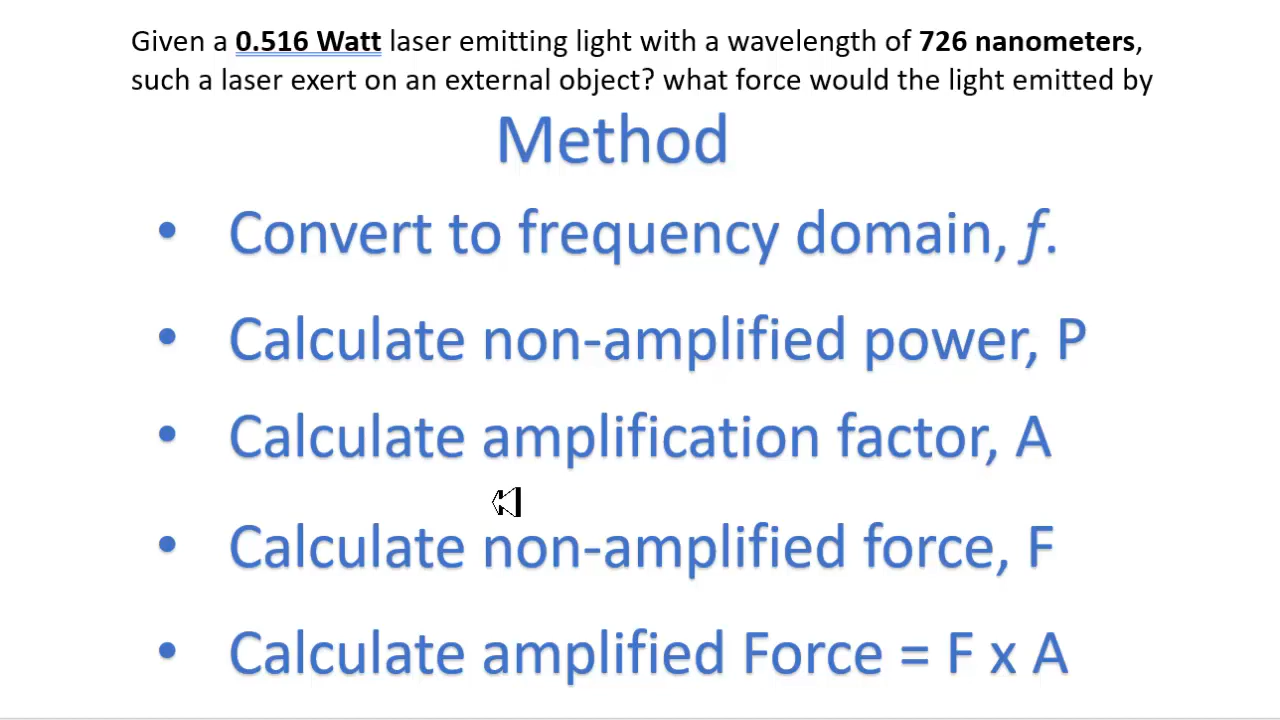 Given a 0.516 Watt laser emitting light with a wavelength of 726 nanometers,
such a laser exert on an external object? what force would the light emitted by
Method
• Convert to frequency domain, f.
• Calculate non-amplified power, P
• Calculate amplification factor, A
• Calculate non-amplified force, F
• Calculate amplified Force = F x A